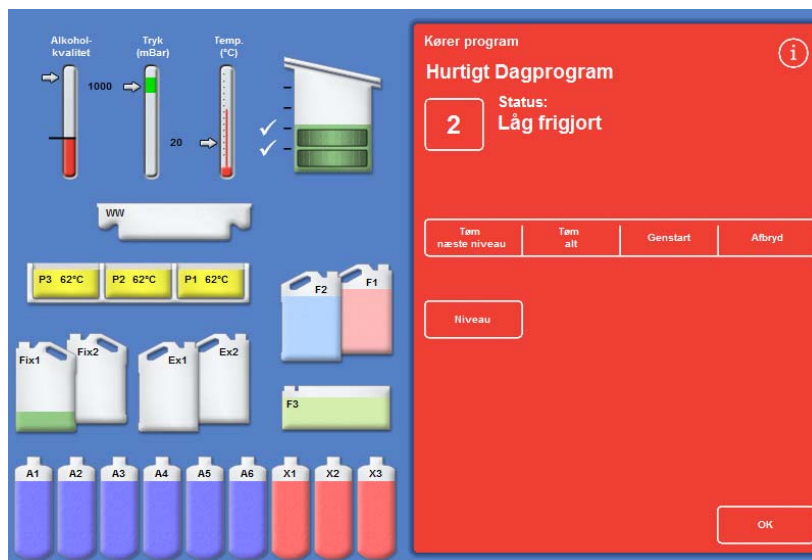 Alkohol-
kvalitet
Tryk
(mBar)
Temp.
(°C)
1000
20
WW
P3 62°C
P2 62°C
P1 62°C
F2
F1
Fix1
Fix2
Ex1
Ex2
F3
A1
A2
A3
A4
A5
A6
X1
X2
X3
Kører program
i
Hurtigt Dagprogram
2
Status:
Låg frigjort
Tøm
næste niveau
Tøm
alt
Genstart
Afbryd
Niveau
OK